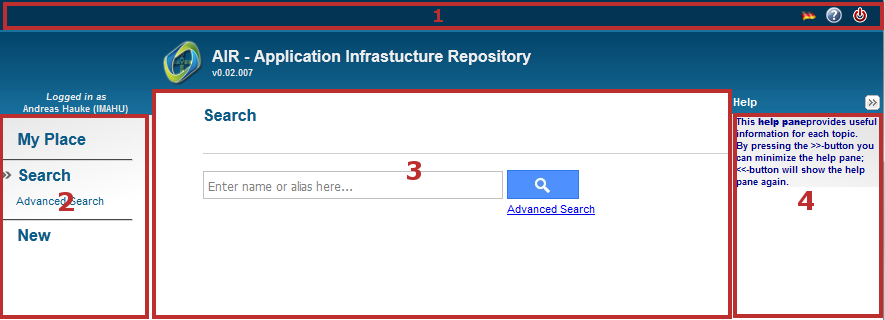 1
AIR - Application Infrastucture Repository
v0.02.007
Logged in as
Andreas Hauke (IMAHU)
My Place
Search
Advanced Search
New
2
Search
Enter name or alias here...
Advanced Search
3
Help
This help paneprovides useful
information for each topic.
By pressing the >>-button you
can minimize the help pane;
<<-button will show the help
pane again.
4